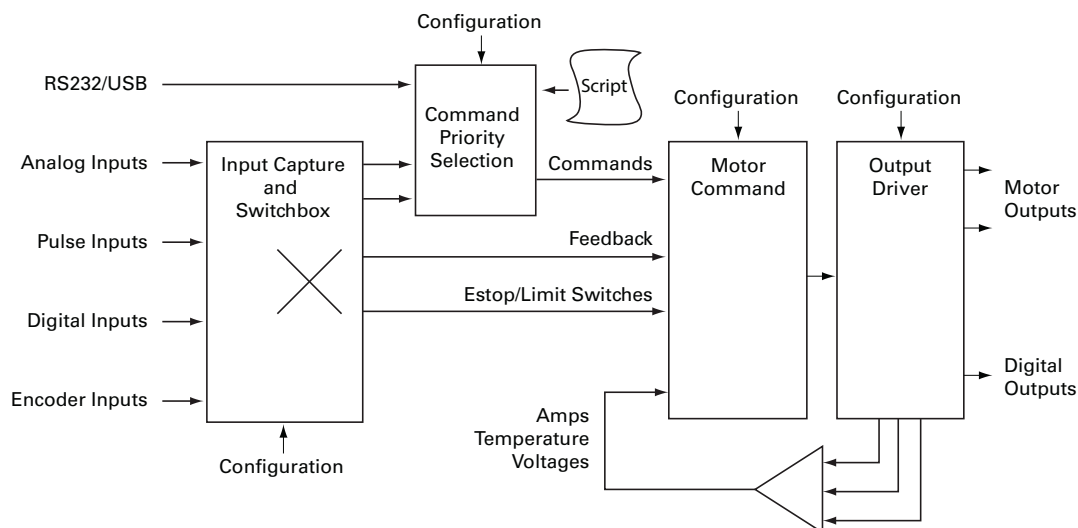 Configuration
RS232/USB
Script
Command
Priority
Selection
Configuration
Configuration
Analog Inputs
Input Capture
and
Switchbox
Commands
Motor
Command
Output
Driver
Motor
Outputs
Pulse Inputs
Feedback
Digital Inputs
Estop/Limit Switches
Encoder Inputs
Digital
Outputs
Configuration
Amps
Temperature
Voltages